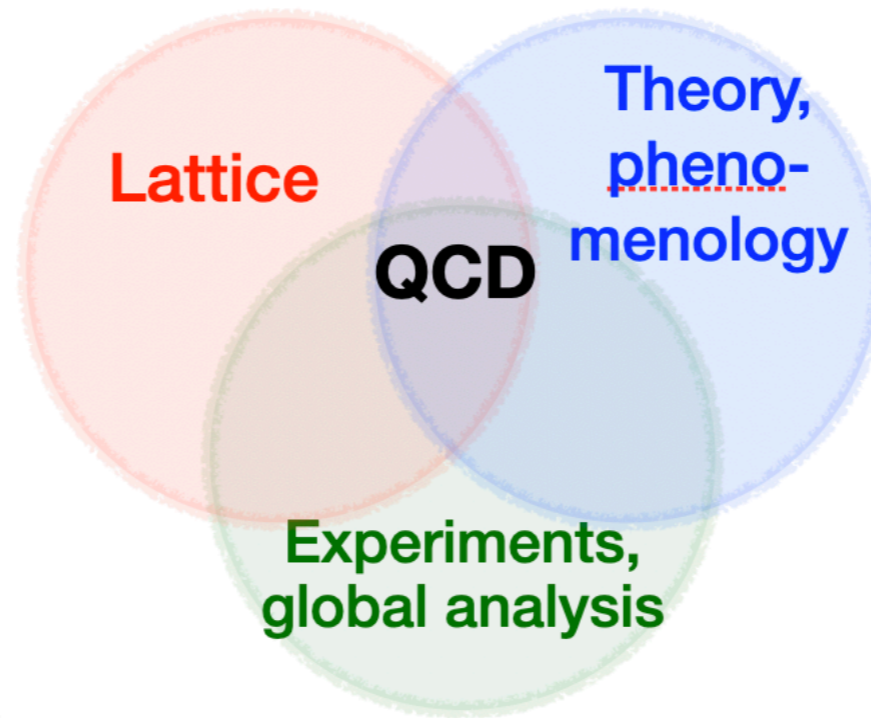 Lattice
Theory,
pheno-
menology
QCD
Experiments,
global analysis